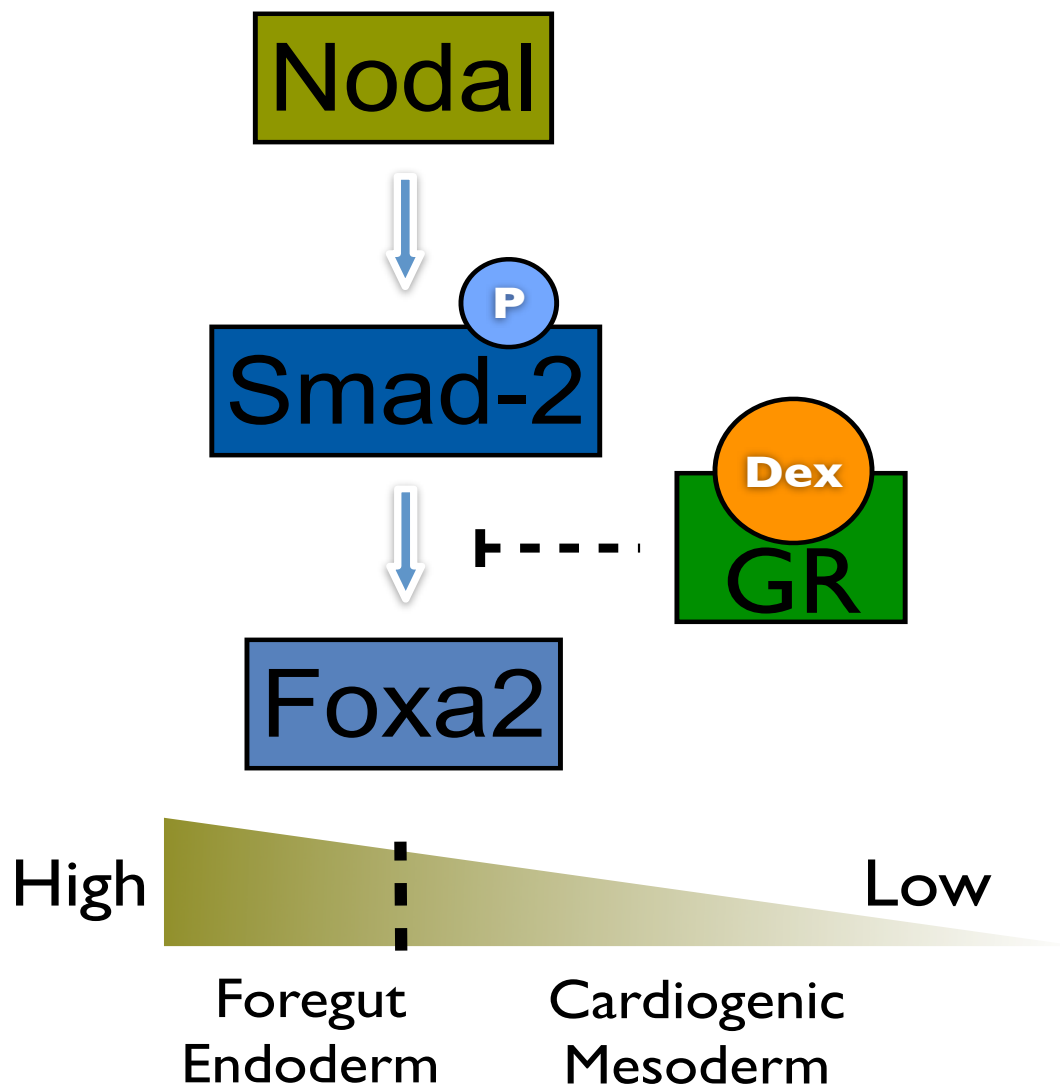 Nodal
P
Smad-2
Dex
GR
Foxa2
High
Low
Foregut
Endoderm
Cardiogenic
Mesoderm